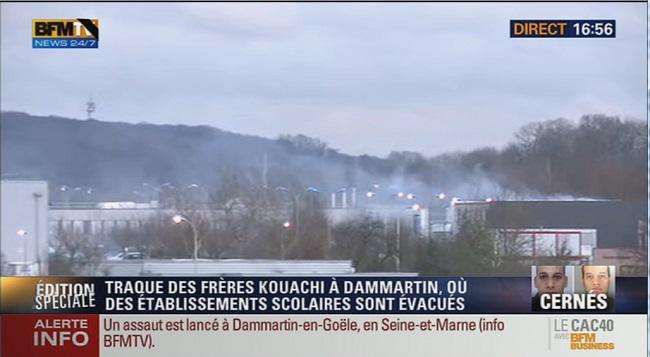 BFMTV
NEWS 24/7
DIRECT 16:56
ÉDITION
SPÉCIALE
TRAQUE DES FRÈRES KOUACHI À DAMMARTIN, OÙ
DES ÉTABLISSEMENTS SCOLAIRES SONT ÉVACUÉS
CERNÉS
ALERTE
INFO
Un assaut est lancé à Dammartin-en-Goële, en Seine-et-Marne (info
BFMTV).
LE CAC40
AVEC BFM
BUSINESS